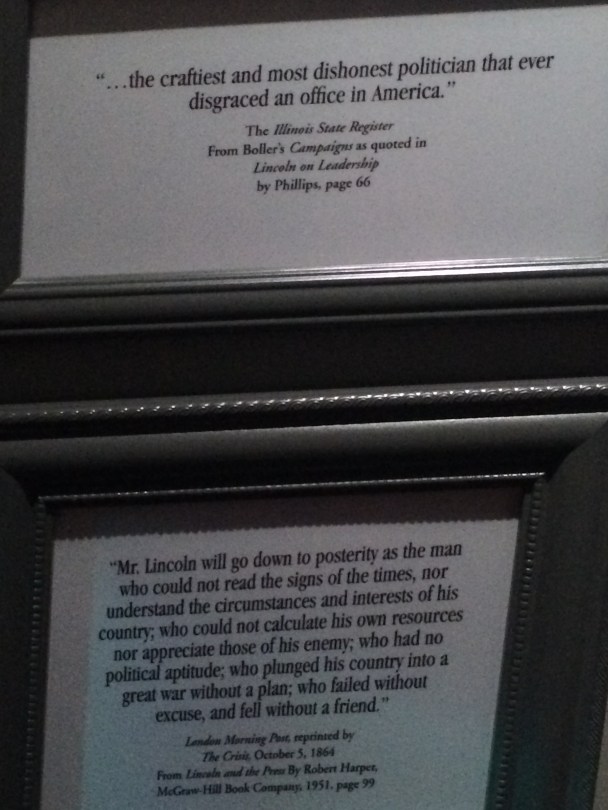 “...the craftiest and most dishonest politician that ever
disgraced an office in America.”
The Illinois State Register
From Boller's Campaigns as quoted in
Lincoln on Leadership
by Phillips, page 66
“Mr. Lincoln will go down to posterity as the man
who could not read the signs of the times, nor
understand the circumstances and interests of his
country; who could not calculate his own resources
nor appreciate those of his enemy; who had no
political aptitude; who plunged his country into a
great war without a plan; who failed without
excuse, and fell without a friend.”
London Morning Post, reprinted by
The Crisis, October 5, 1864
From Lincoln and the Press By Robert Harper,
McGraw-Hill Book Company, 1951, page 99